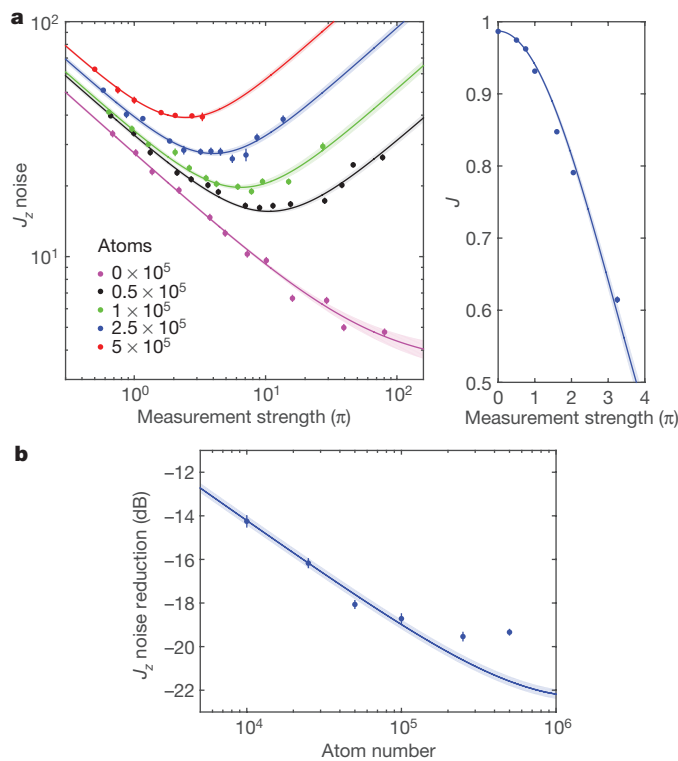 a
10²
10¹
J_z noise
Atoms
0 × 10⁵
0.5 × 10⁵
1 × 10⁵
2.5 × 10⁵
5 × 10⁵
10⁰ 10¹ 10²
Measurement strength (π)
1
0.9
0.8
0.7
0.6
0.5
J
0 1 2 3 4
Measurement strength (π)
b
−12
−14
−16
−18
−20
−22
J_z noise reduction (dB)
10⁴ 10⁵ 10⁶
Atom number